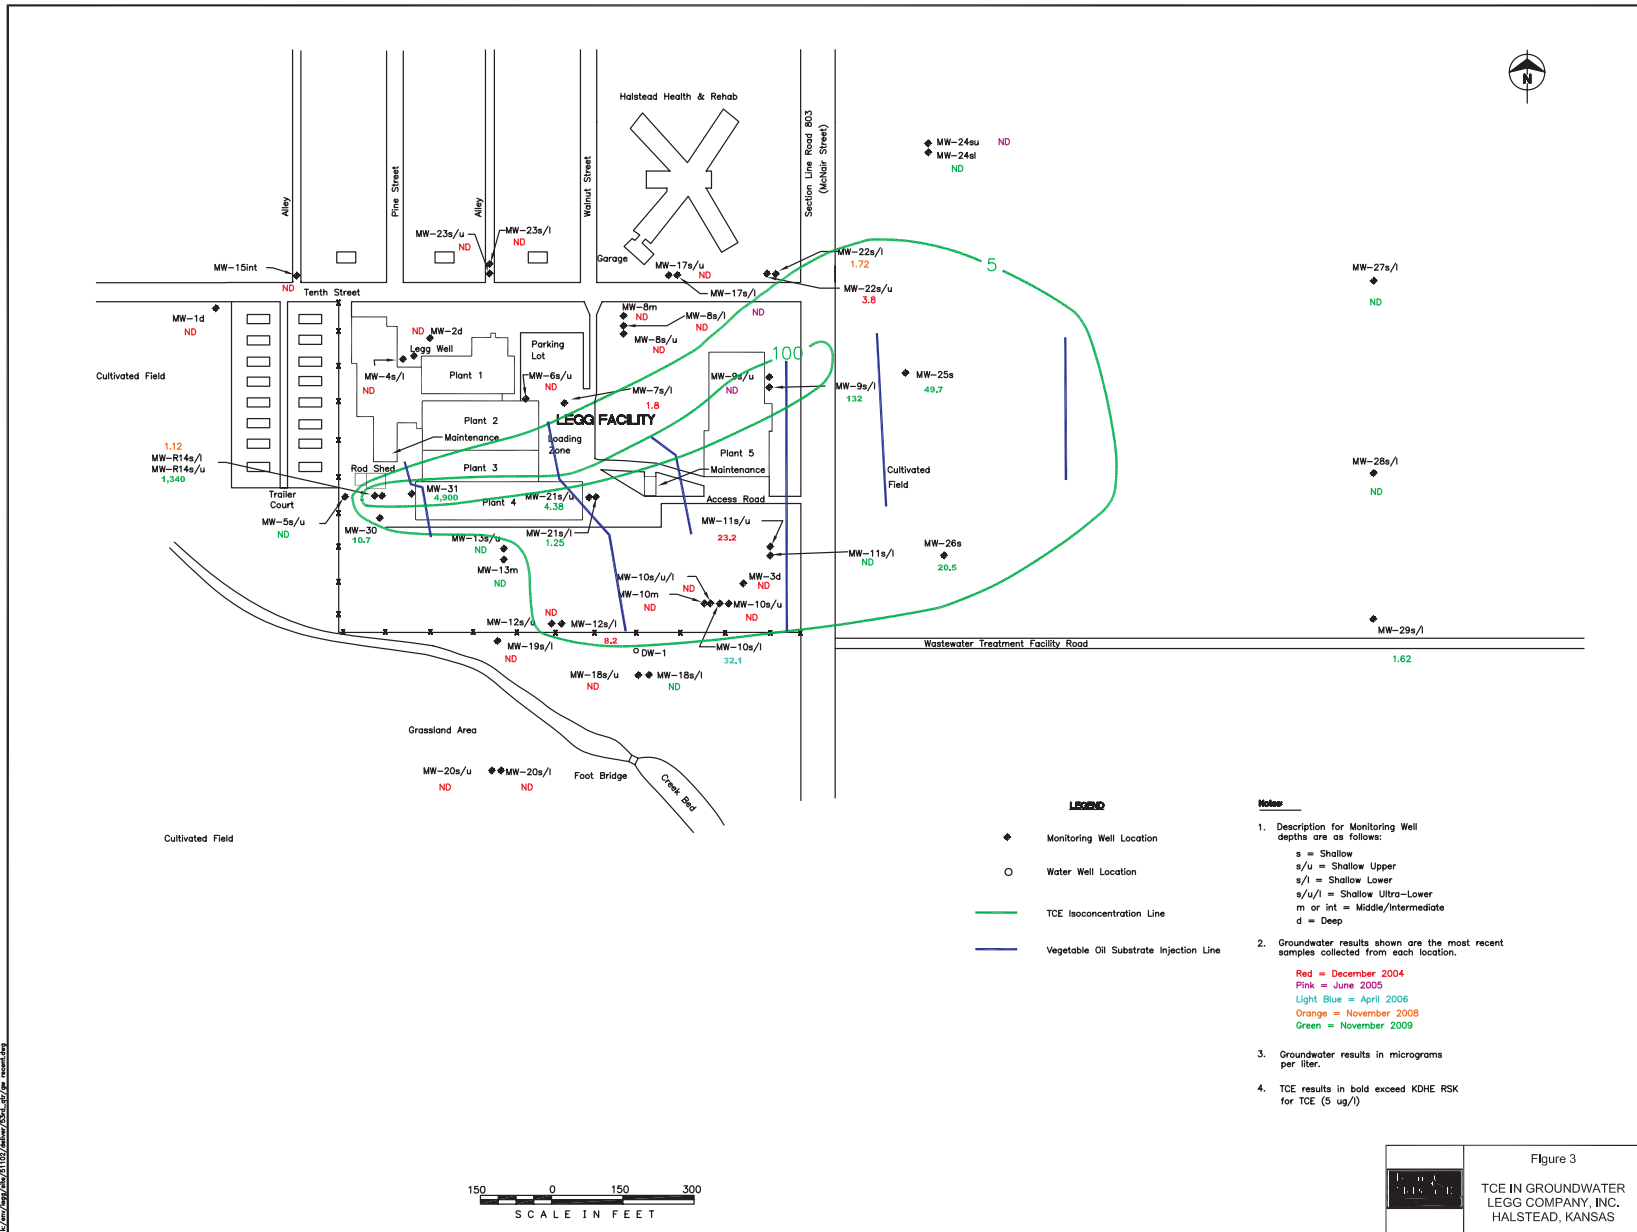 Halstead Health & Rehab
Section Line Road 803
(McNair Street)
N
MW-24su ND
MW-24sl
ND
Alley
Pine Street
Alley
Walnut Street
MW-23s/u
ND
MW-23s/l
ND
Garage
MW-15int
ND
MW-17s/u ND
MW-17s/l
ND
MW-22s/l
1.72
MW-22s/u
3.8
5
MW-27s/l
ND
Tenth Street
MW-1d
ND
MW-8m
ND
MW-8s/l
ND
MW-8s/u
ND
ND MW-2d
Legg Well
Parking
Lot
100
Cultivated Field
MW-4s/l
ND
Plant 1
MW-6s/u
ND
MW-7s/l
1.8
MW-9s/u
ND
MW-9s/l
132
MW-25s
49.7
LEGG FACILITY
Plant 2
Maintenance
Loading
Zone
Plant 5
1.12
MW-R14s/l
MW-R14s/u
1,340
Rod Shed
Plant 3
Maintenance
Cultivated
Field
MW-28s/l
ND
Trailer
Court
MW-31
4,900
Plant 4
MW-21s/u
4.38
Access Road
MW-5s/u
ND
MW-30
10.7
MW-13s/u
ND
MW-13m
ND
MW-21s/l
1.25
MW-11s/u
23.2
MW-11s/l
ND
MW-26s
20.5
MW-10s/u/l
ND
MW-3d
ND
MW-10m
ND
MW-10s/u
ND
ND
MW-12s/u
MW-12s/l
8.2
MW-29s/l
1.62
MW-19s/l
ND
DW-1
MW-10s/l
32.1
Wastewater Treatment Facility Road
MW-18s/u
ND
MW-18s/l
ND
Grassland Area
MW-20s/u
ND
MW-20s/l
ND
Foot Bridge
Creek Bed
Cultivated Field
LEGEND
Monitoring Well Location
Water Well Location
TCE Isoconcentration Line
Vegetable Oil Substrate Injection Line
Notes:
1. Description for Monitoring Well
depths are as follows:
s = Shallow
s/u = Shallow Upper
s/l = Shallow Lower
s/u/l = Shallow Ultra-Lower
m or int = Middle/Intermediate
d = Deep
2. Groundwater results shown are the most recent
samples collected from each location.
Red = December 2004
Pink = June 2005
Light Blue = April 2006
Orange = November 2008
Green = November 2009
3. Groundwater results in micrograms
per liter.
4. TCE results in bold exceed KDHE RSK
for TCE (5 ug/l)
150 0 150 300
SCALE IN FEET
Figure 3
TCE IN GROUNDWATER
LEGG COMPANY, INC.
HALSTEAD, KANSAS